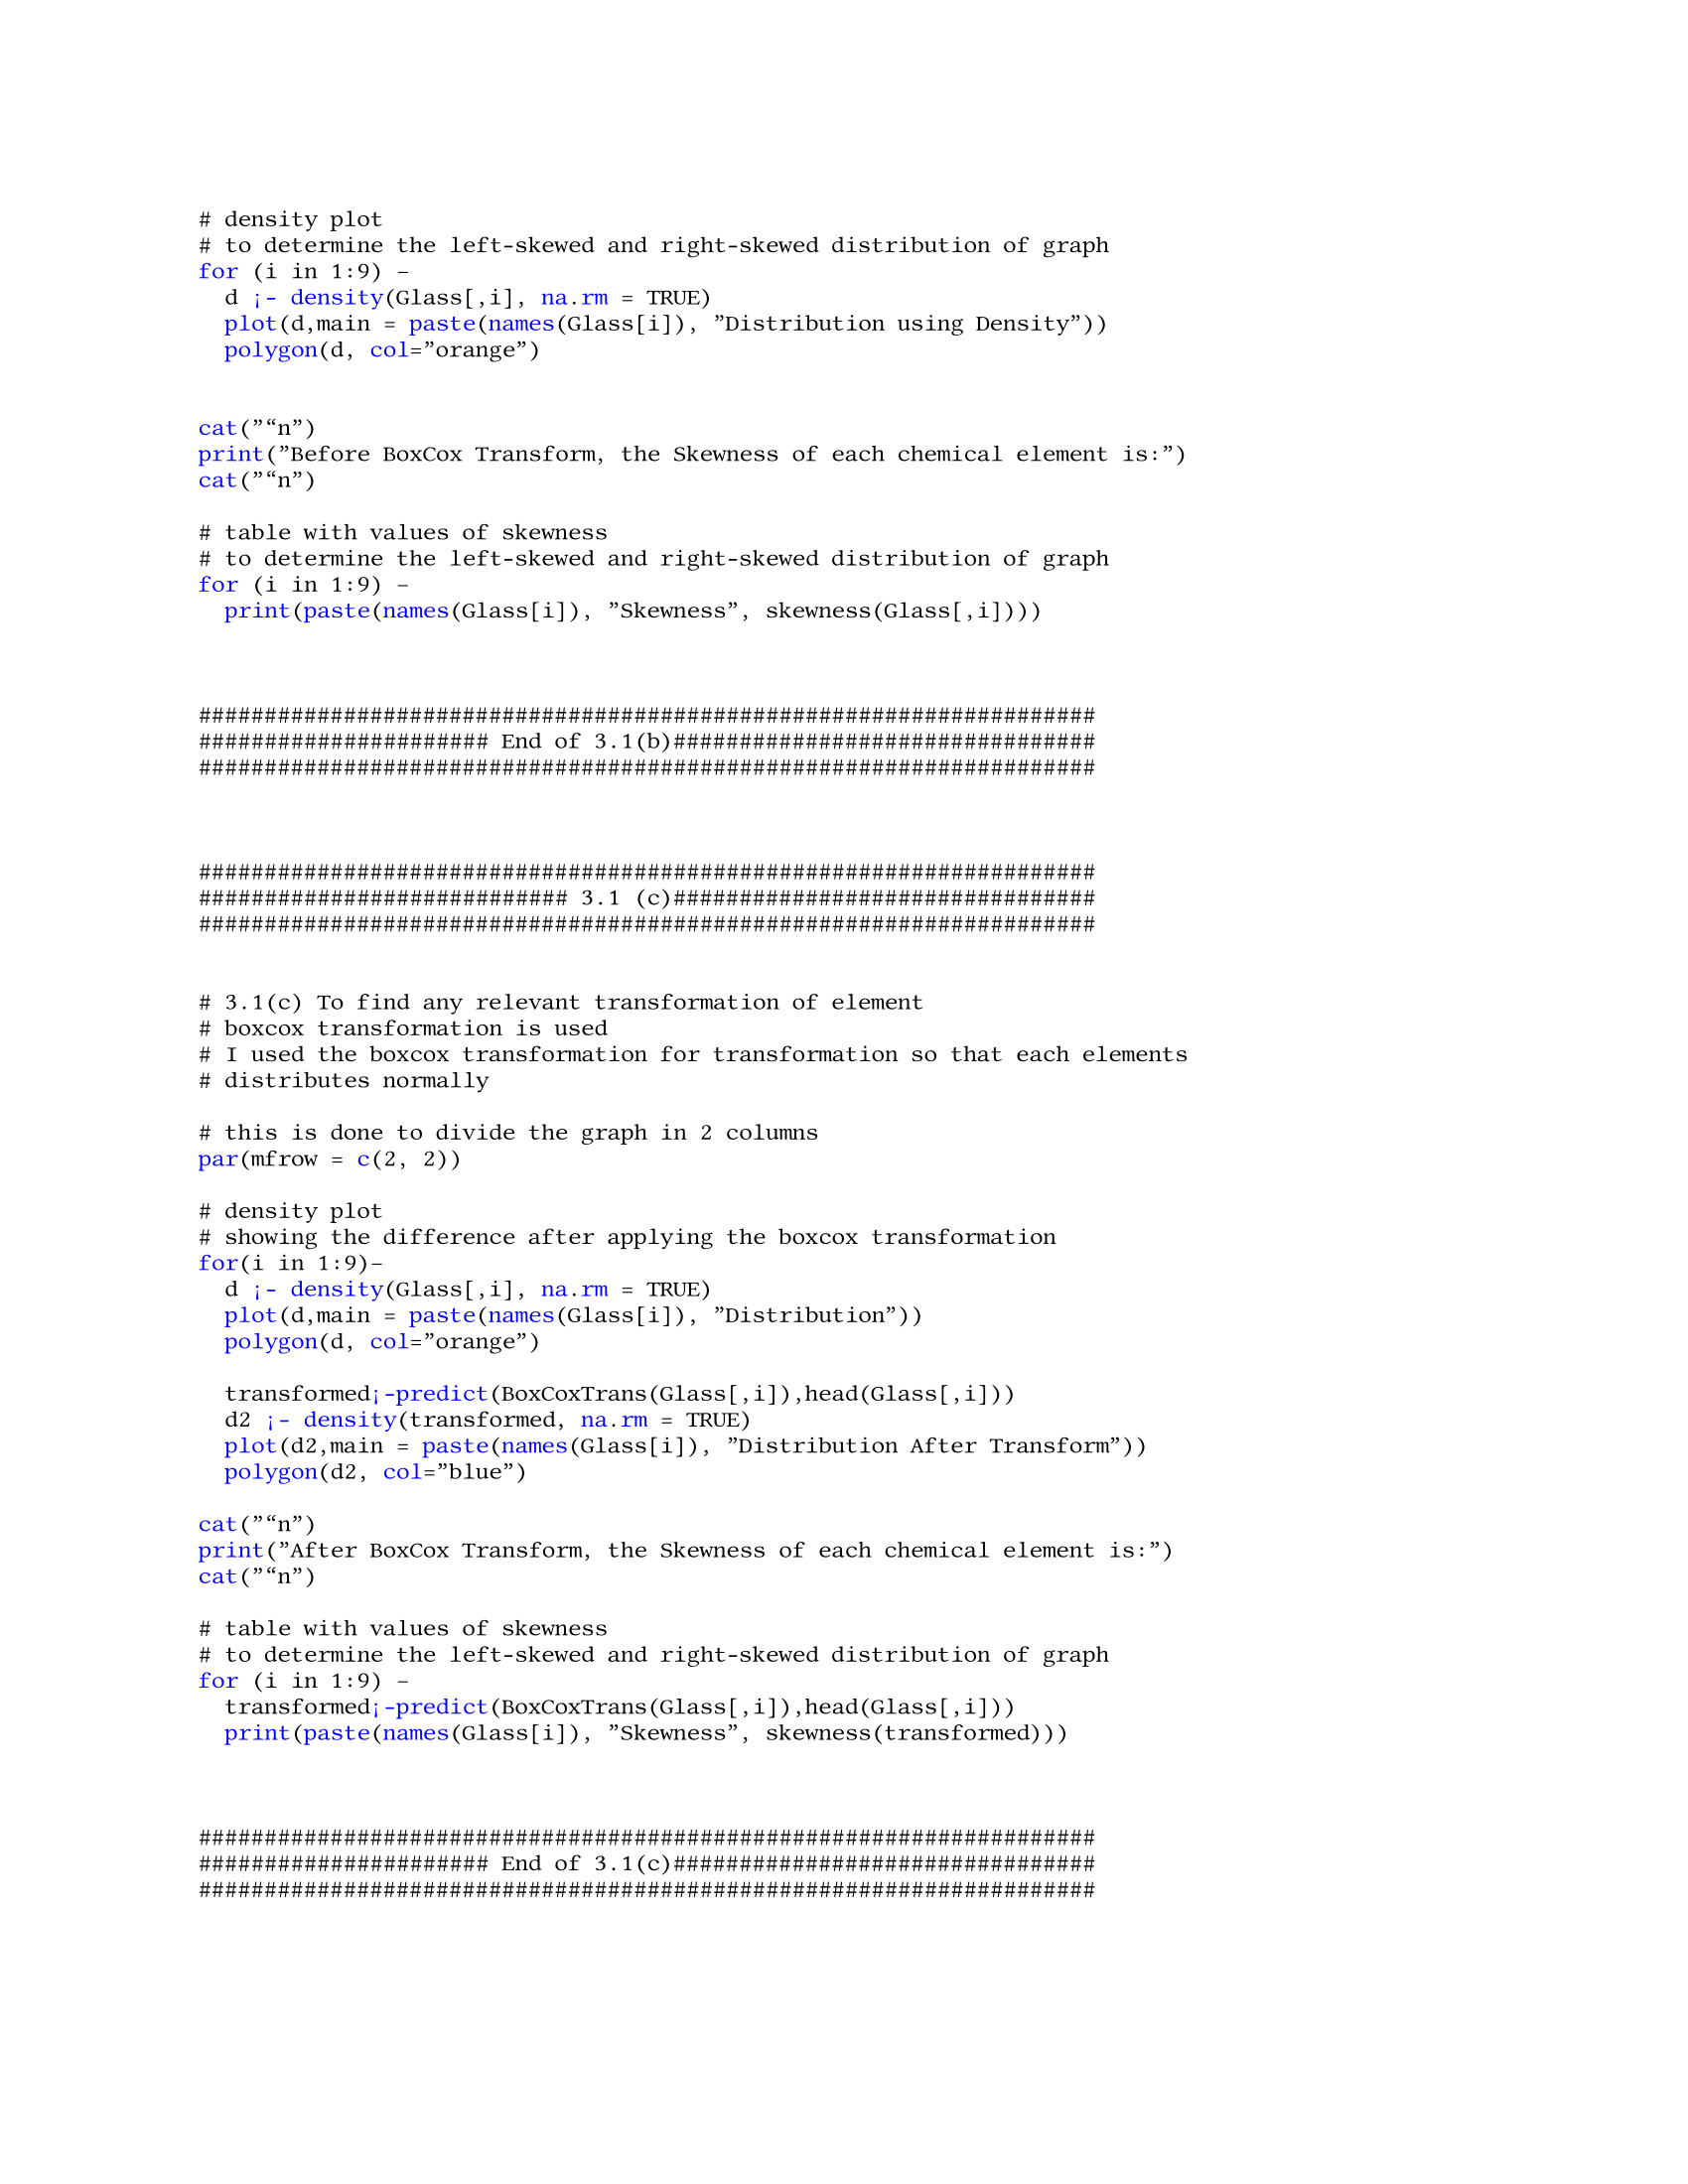 # density plot
# to determine the left-skewed and right-skewed distribution of graph
for (i in 1:9) –
  d ¡- density(Glass[,i], na.rm = TRUE)
  plot(d,main = paste(names(Glass[i]), ”Distribution using Density”))
  polygon(d, col=”orange”)
cat(”“n”)
print(”Before BoxCox Transform, the Skewness of each chemical element is:”)
cat(”“n”)
# table with values of skewness
# to determine the left-skewed and right-skewed distribution of graph
for (i in 1:9) –
  print(paste(names(Glass[i]), ”Skewness”, skewness(Glass[,i])))
####################################################################
###################### End of 3.1(b)################################
####################################################################
####################################################################
############################ 3.1 (c)################################
####################################################################
# 3.1(c) To find any relevant transformation of element
# boxcox transformation is used
# I used the boxcox transformation for transformation so that each elements
# distributes normally
# this is done to divide the graph in 2 columns
par(mfrow = c(2, 2))
# density plot
# showing the difference after applying the boxcox transformation
for(i in 1:9)–
  d ¡- density(Glass[,i], na.rm = TRUE)
  plot(d,main = paste(names(Glass[i]), ”Distribution”))
  polygon(d, col=”orange”)
  transformed¡-predict(BoxCoxTrans(Glass[,i]),head(Glass[,i]))
  d2 ¡- density(transformed, na.rm = TRUE)
  plot(d2,main = paste(names(Glass[i]), ”Distribution After Transform”))
  polygon(d2, col=”blue”)
cat(”“n”)
print(”After BoxCox Transform, the Skewness of each chemical element is:”)
cat(”“n”)
# table with values of skewness
# to determine the left-skewed and right-skewed distribution of graph
for (i in 1:9) –
  transformed¡-predict(BoxCoxTrans(Glass[,i]),head(Glass[,i]))
  print(paste(names(Glass[i]), ”Skewness”, skewness(transformed)))
####################################################################
###################### End of 3.1(c)################################
####################################################################